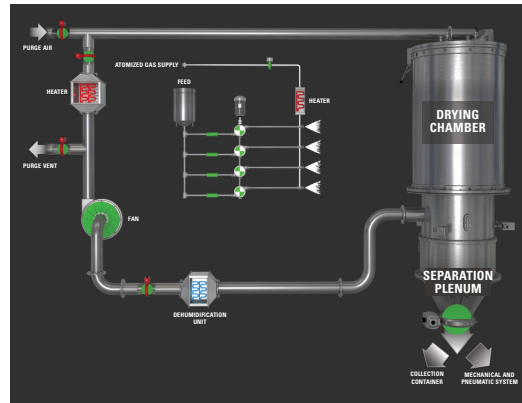 PURGE AIR
ATOMIZED GAS SUPPLY
FEED
HEATER
HEATER
DRYING
CHAMBER
PURGE VENT
FAN
SEPARATION
PLENUM
DEHUMIDIFICATION
UNIT
COLLECTION
CONTAINER
MECHANICAL AND
PNEUMATIC SYSTEM